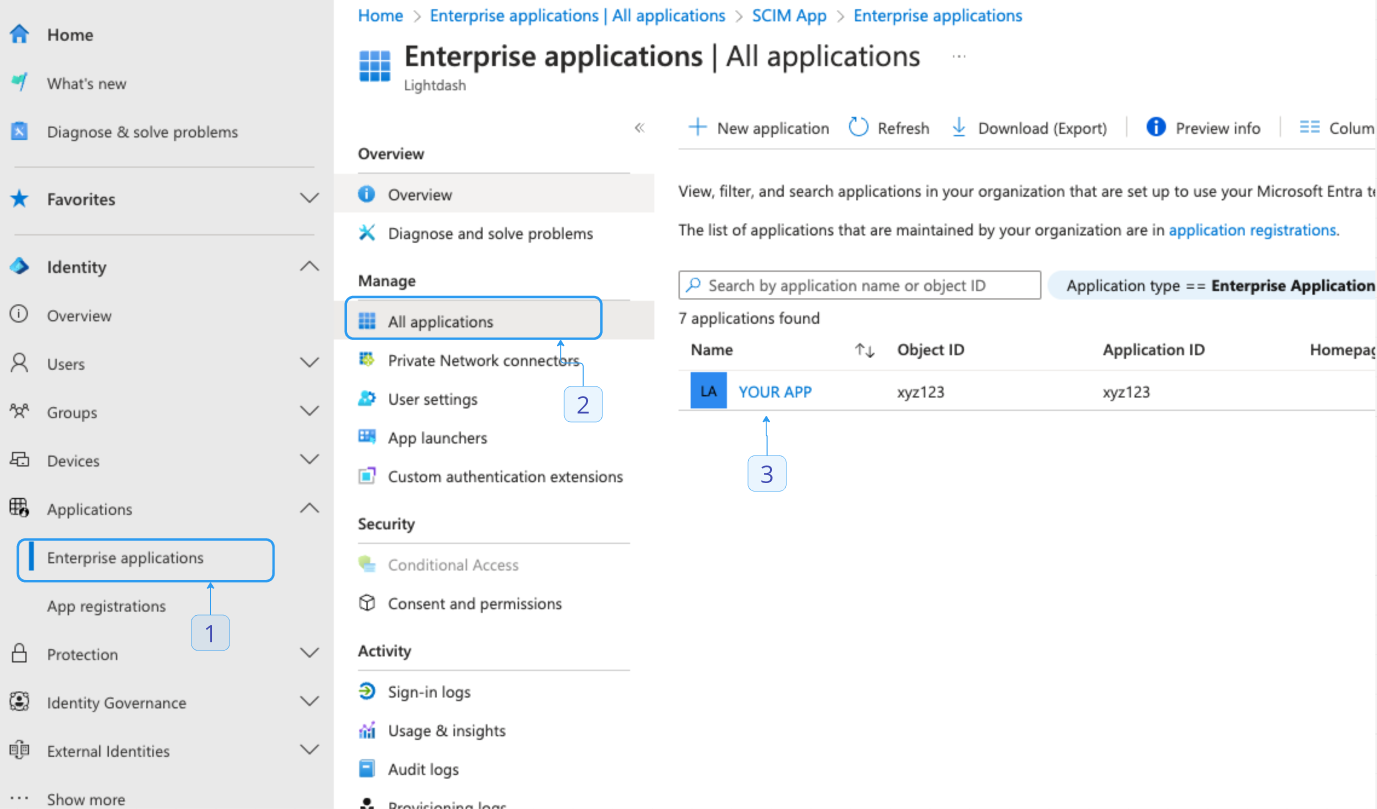 Home
What's new
Diagnose & solve problems
Favorites
Identity
Overview
Users
Groups
Devices
Applications
Enterprise applications
App registrations
1
Protection
Identity Governance
External Identities
Show more
Home > Enterprise applications | All applications > SCIM App > Enterprise applications
Enterprise applications | All applications ...
Lightdash
Overview
Overview
Diagnose and solve problems
Manage
All applications
Private Network connectors
2
User settings
App launchers
Custom authentication extensions
Security
Conditional Access
Consent and permissions
Activity
Sign-in logs
Usage & insights
Audit logs
Provisioning logs
New application Refresh Download (Export) Preview info Colum
View, filter, and search applications in your organization that are set up to use your Microsoft Entra te
The list of applications that are maintained by your organization are in application registrations.
Search by application name or object ID Application type == Enterprise Application
7 applications found
Name Object ID Application ID Homepag
LA YOUR APP xyz123 xyz123
3